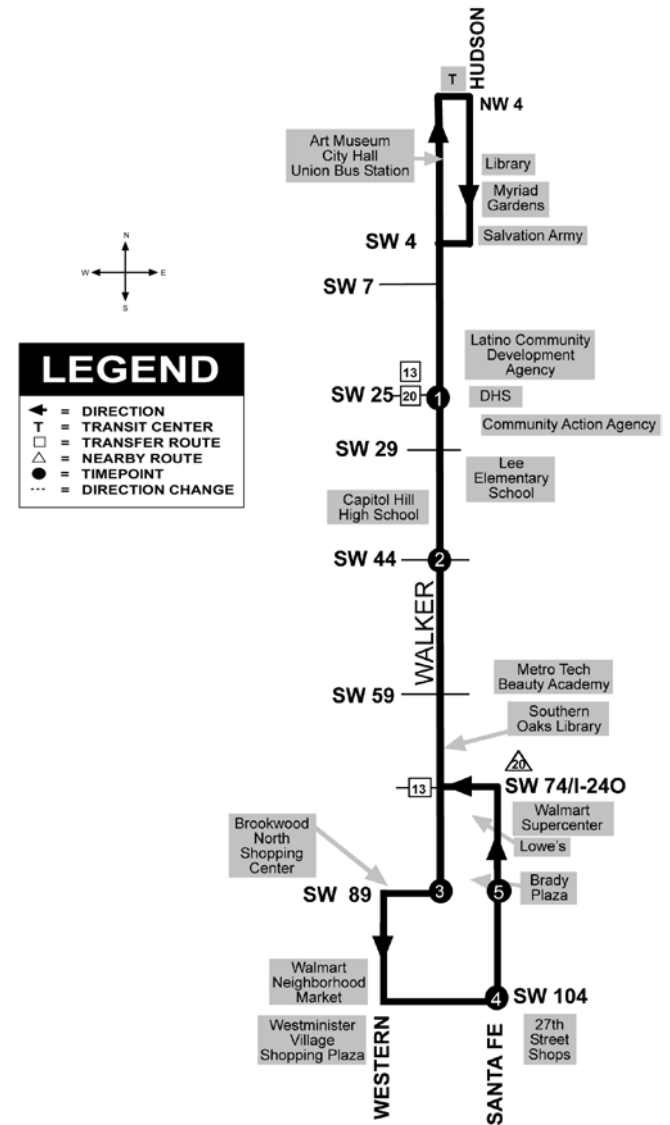 HUDSON
T
NW 4
Art Museum
City Hall
Union Bus Station
Library
Myriad
Gardens
SW 4
Salvation Army
N
W
E
S
SW 7
LEGEND
= DIRECTION
T = TRANSIT CENTER
= TRANSFER ROUTE
= NEARBY ROUTE
= TIMEPOINT
--- = DIRECTION CHANGE
Latino Community
Development
Agency
13
SW 25
20
1
DHS
Community Action Agency
SW 29
Lee
Elementary
School
Capitol Hill
High School
SW 44
2
WALKER
Metro Tech
Beauty Academy
SW 59
Southern
Oaks Library
20
13
SW 74/I-24O
Walmart
Supercenter
Lowe's
Brookwood
North
Shopping
Center
Brady
Plaza
SW 89
3
5
Walmart
Neighborhood
Market
4
SW 104
Westminister
Village
Shopping Plaza
27th
Street
Shops
WESTERN
SANTA FE